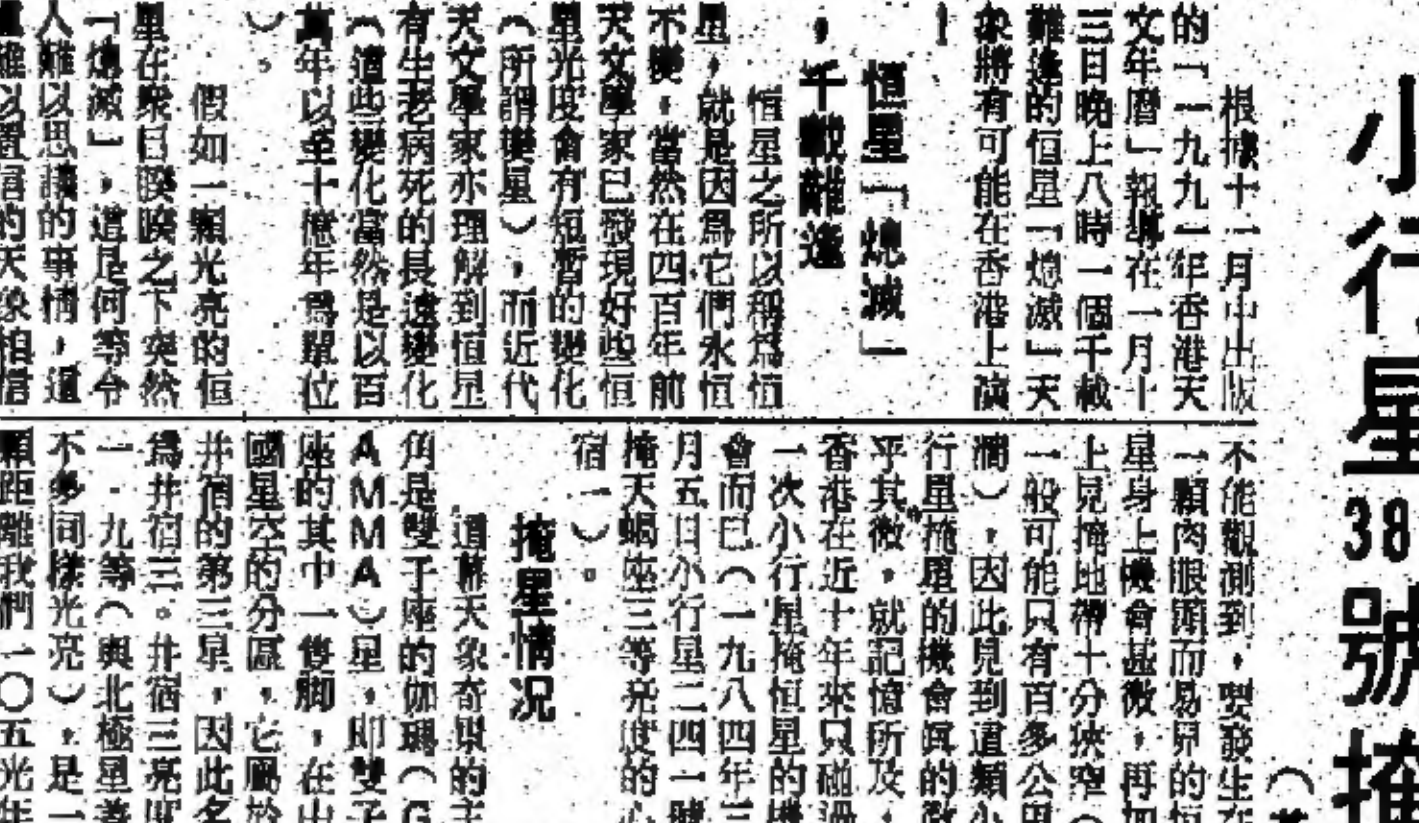 小行星38號掩
根據十二月中出版
的「一九九一年香港天
文年曆」報導在一月十
三日晚上八時一個千載
難逢的恒星「熄滅」天
象將有可能在香港上演
！
恒星「熄滅」
，千載難逢
恒星之所以稱為恒
星，就是因爲它們永恒
不變，當然在四百年前
天文學家已發現好些恒
星光度會有短暫的變化
（所謂變星），而近代
天文學家亦理解到恒星
有生老病死的長遠變化
（這些變化當然是以百
萬年以至十億年爲單位
）。
假如一顆光亮的恒
星在衆目睽睽之下突然
「熄滅」，這是何等令
人難以思議的事情，這
難以置信的天象相信
（
不能觀測到，要發生在
一顆肉眼顯而易見的恒
星身上機會甚微，再加
上見掩地帶十分狹窄（
一般可能只有百多公里
濶），因此見到這類小
行星掩星的機會眞的微
乎其微，就記憶所及，
香港在近十年來只碰過
一次小行星掩恒星的機
會而已（一九八四年三
月五日小行星二四一號
掩天蝎座三等亮度的心
宿一）。
掩星情況
這幕天象奇景的主
角是雙子座的伽瑪（G
AMMA）星，即雙子
座的其中一隻脚，在中
國星空的分區，它屬於
井宿的第三星，因此名
爲井宿三。井宿三亮度
一．九等（與北極星差
不多同樣光亮），是一
顆距離我們一〇五光年